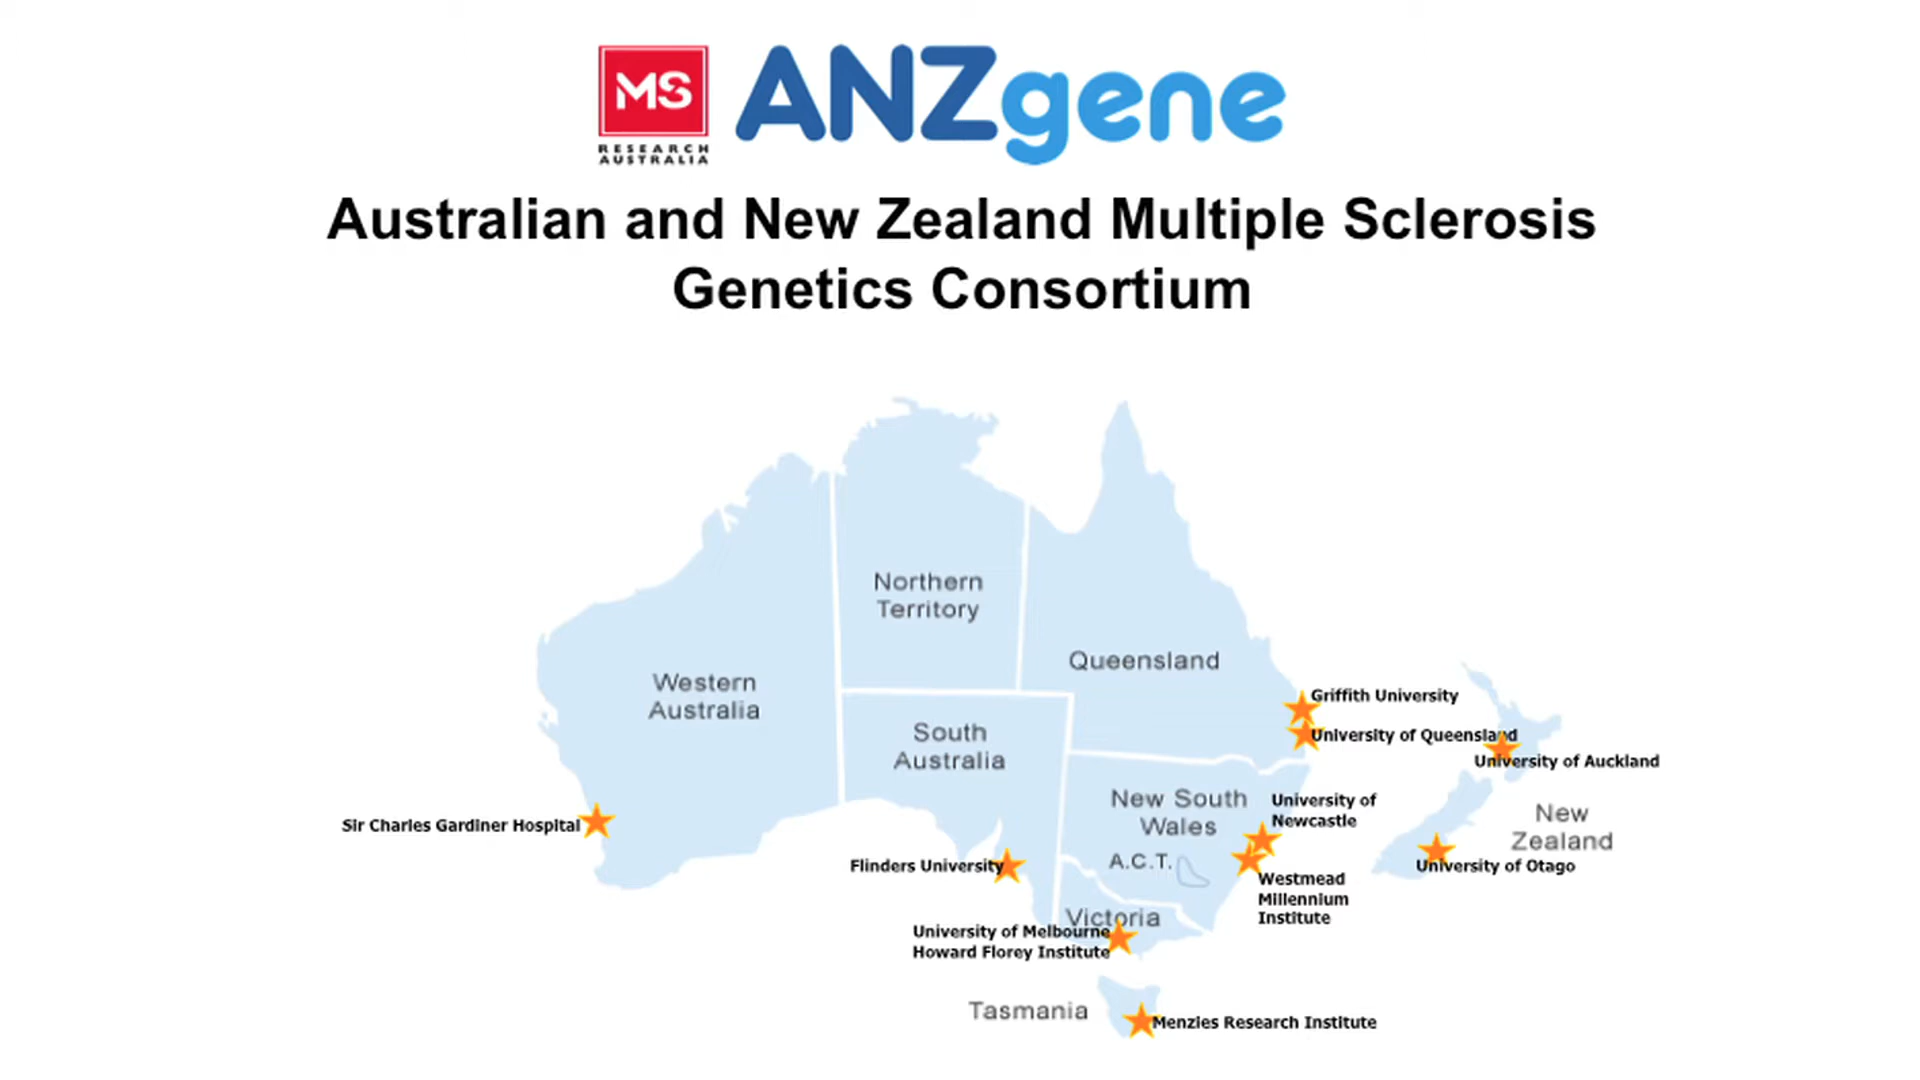 MS
RESEARCH
AUSTRALIA
ANZgene
Australian and New Zealand Multiple Sclerosis
Genetics Consortium
Northern
Territory
Queensland
Western
Australia
South
Australia
Griffith University
University of Queensland
University of Auckland
New South
Wales
University of
Newcastle
New
Zealand
Sir Charles Gardiner Hospital
A.C.T.
Flinders University
University of Otago
Westmead
Millennium
Institute
Victoria
University of Melbourne
Howard Florey Institute
Tasmania
Menzies Research Institute